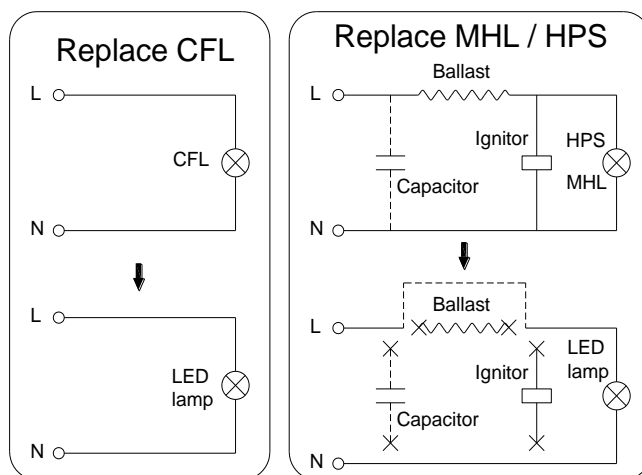 Replace CFL
L
CFL
N
L
LED
lamp
N
Replace MHL / HPS
Ballast
L
Ignitor
HPS
MHL
Capacitor
N
Ballast
L
LED
lamp
Ignitor
Capacitor
N